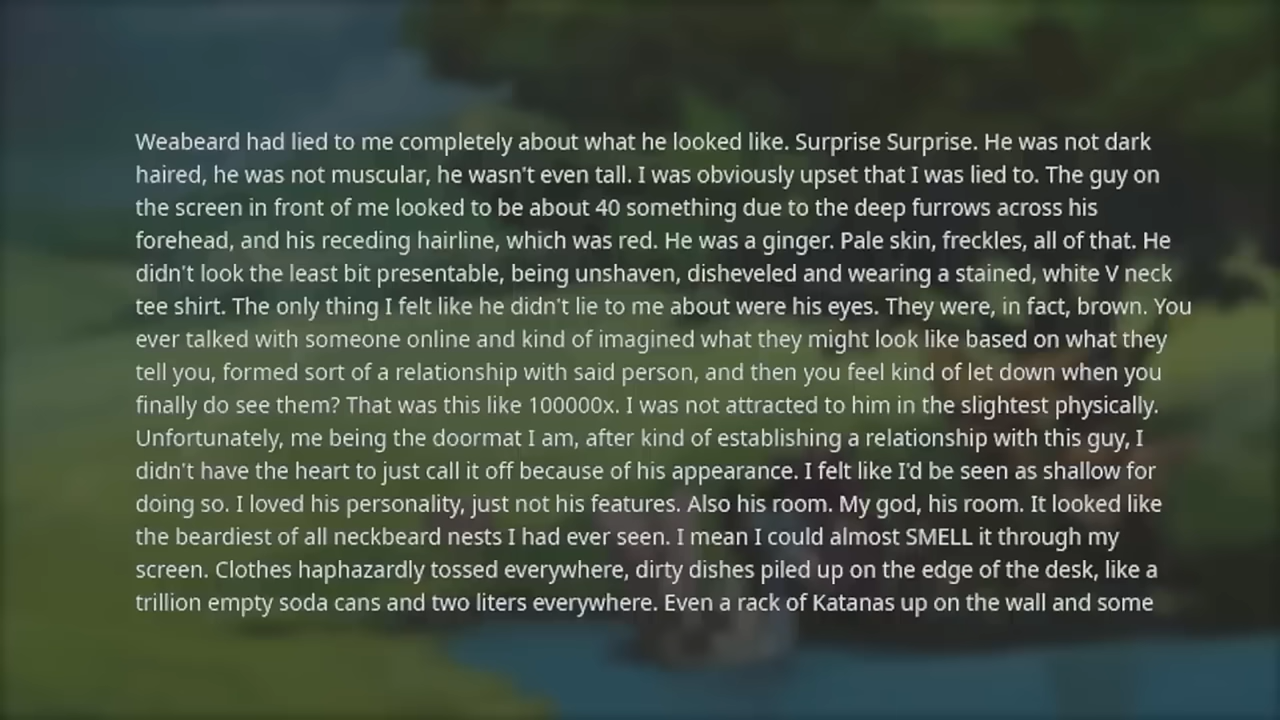 Weabeard had lied to me completely about what he looked like. Surprise Surprise. He was not dark
haired, he was not muscular, he wasn't even tall. I was obviously upset that I was lied to. The guy on
the screen in front of me looked to be about 40 something due to the deep furrows across his
forehead, and his receding hairline, which was red. He was a ginger. Pale skin, freckles, all of that. He
didn't look the least bit presentable, being unshaven, disheveled and wearing a stained, white V neck
tee shirt. The only thing I felt like he didn't lie to me about were his eyes. They were, in fact, brown. You
ever talked with someone online and kind of imagined what they might look like based on what they
tell you, formed sort of a relationship with said person, and then you feel kind of let down when you
finally do see them? That was this like 100000x. I was not attracted to him in the slightest physically.
Unfortunately, me being the doormat I am, after kind of establishing a relationship with this guy, I
didn't have the heart to just call it off because of his appearance. I felt like I'd be seen as shallow for
doing so. I loved his personality, just not his features. Also his room. My god, his room. It looked like
the beardiest of all neckbeard nests I had ever seen. I mean I could almost SMELL it through my
screen. Clothes haphazardly tossed everywhere, dirty dishes piled up on the edge of the desk, like a
trillion empty soda cans and two liters everywhere. Even a rack of Katanas up on the wall and some